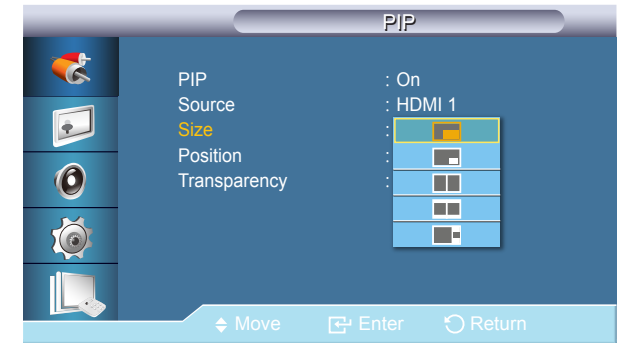 PIP
PIP : On
Source : HDMI 1
Size :
Position :
Transparency :
Move Enter Return